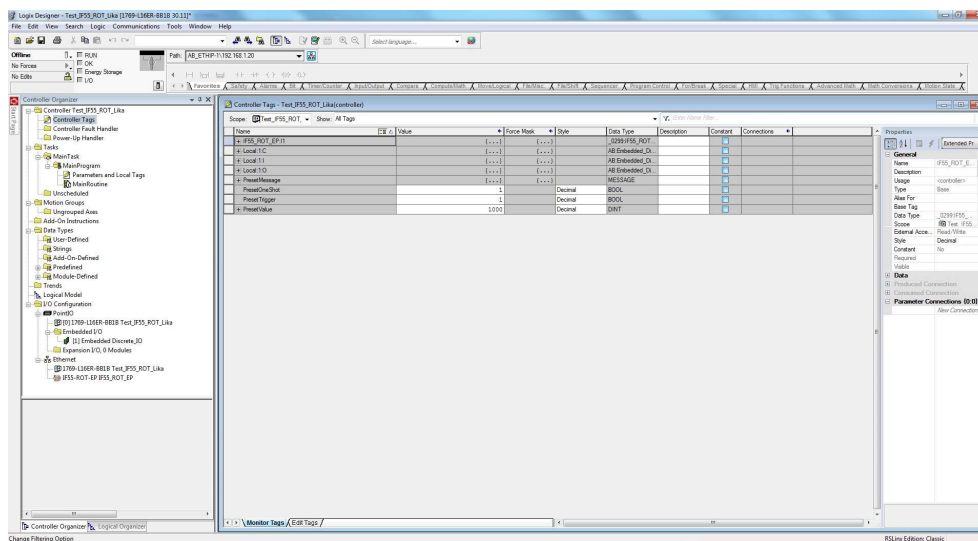 Logix Designer - Test_IF55_ROT_Lika [1769-L16ER-BB1B 30.11]*
File Edit View Search Logic Communications Tools Window Help
Select language...
Offline RUN
No Forces OK
No Edits Energy Storage
I/O
Path: AB_ETHIP-1\192.168.1.20
Favorites Safety Alarms Bit Timer/Counter Input/Output Compare Compute/Math Move/Logical File/Misc. File/Shift Sequencer Program Control For/Break Special HMI Trig Functions Advanced Math Math Conversions Motion State
Start Page
Controller Organizer
Controller Test_IF55_ROT_Lika
Controller Tags
Controller Fault Handler
Power-Up Handler
Tasks
MainTask
MainProgram
Parameters and Local Tags
MainRoutine
Unscheduled
Motion Groups
Ungrouped Axes
Add-On Instructions
Data Types
User-Defined
Strings
Add-On-Defined
Predefined
Module-Defined
Trends
Logical Model
I/O Configuration
PointIO
[0] 1769-L16ER-BB1B Test_IF55_ROT_Lika
Embedded I/O
[1] Embedded Discrete_IO
Expansion I/O, 0 Modules
Ethernet
1769-L16ER-BB1B Test_IF55_ROT_Lika
IF55-ROT-EP IF55_ROT_EP
Controller Organizer Logical Organizer
Controller Tags - Test_IF55_ROT_Lika(controller)
Scope: Test_IF55_ROT_ Show: All Tags Enter Name Filter...
Name Value Force Mask Style Data Type Description Constant Connections
+ IF55_ROT_EP:I1 {...} {...} _0299:IF55_ROT...
+ Local:1:C {...} {...} AB:Embedded_Di...
+ Local:1:I {...} {...} AB:Embedded_Di...
+ Local:1:O {...} {...} AB:Embedded_Di...
+ PresetMessage {...} {...} MESSAGE
PresetOneShot 1 Decimal BOOL
PresetTrigger 1 Decimal BOOL
+ PresetValue 1000 Decimal DINT
Monitor Tags Edit Tags
Properties
Extended Pr
General
Name IF55_ROT_E...
Description
Usage <controller>
Type Base
Alias For
Base Tag
Data Type _0299:IF55_...
Scope Test_IF55...
External Acce... Read/Write
Style Decimal
Constant No
Required
Visible
Data
Produced Connection
Consumed Connection
Parameter Connections {0:0}
New Connection
Change Filtering Option
RSLinx Edition: Classic